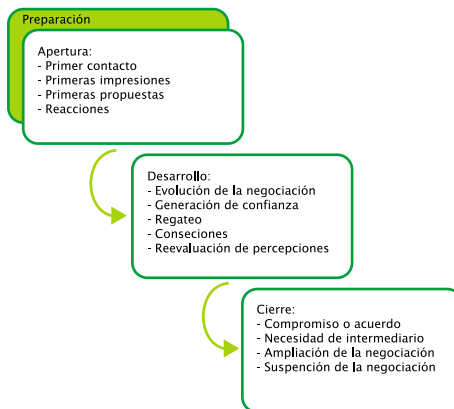 Preparación
Apertura:
- Primer contacto
- Primeras impresiones
- Primeras propuestas
- Reacciones
Desarrollo:
- Evolución de la negociación
- Generación de confianza
- Regateo
- Conseciones
- Reevaluación de percepciones
Cierre:
- Compromiso o acuerdo
- Necesidad de intermediario
- Ampliación de la negociación
- Suspención de la negociación